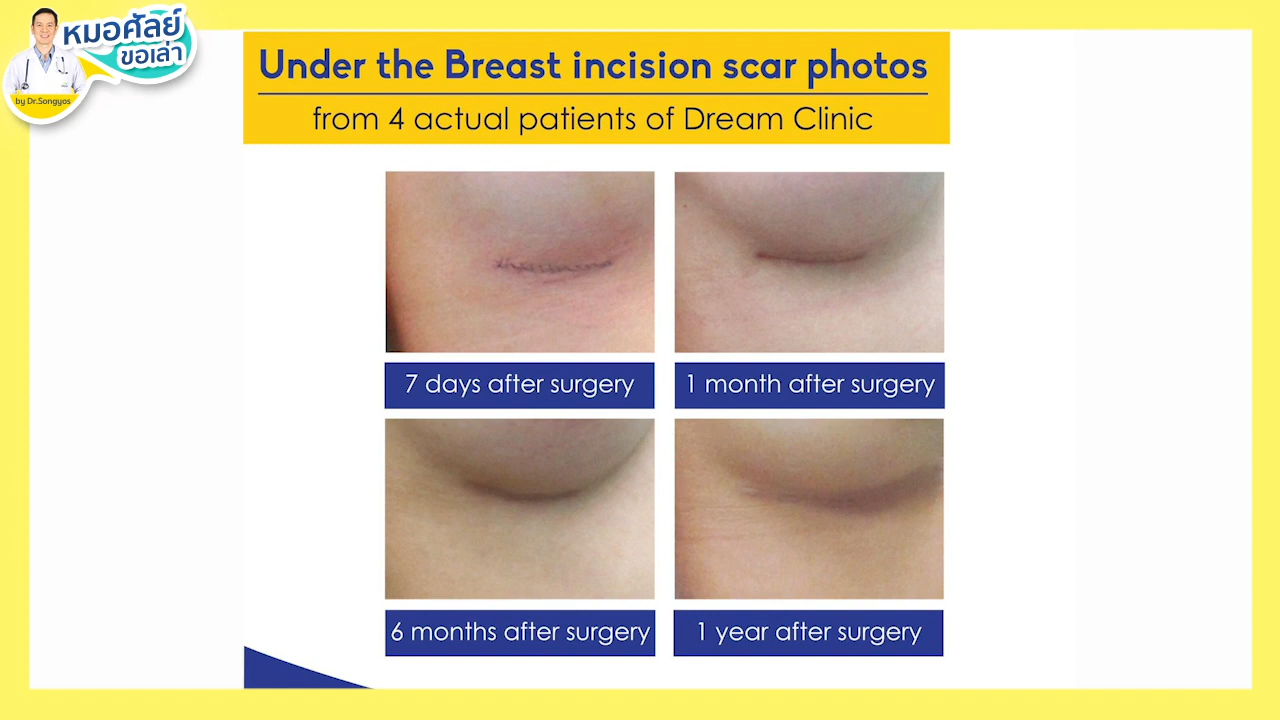 หมอศัลย์
ขอเล่า
by Dr.Songyos
Under the Breast incision scar photos
from 4 actual patients of Dream Clinic
7 days after surgery
1 month after surgery
6 months after surgery
1 year after surgery